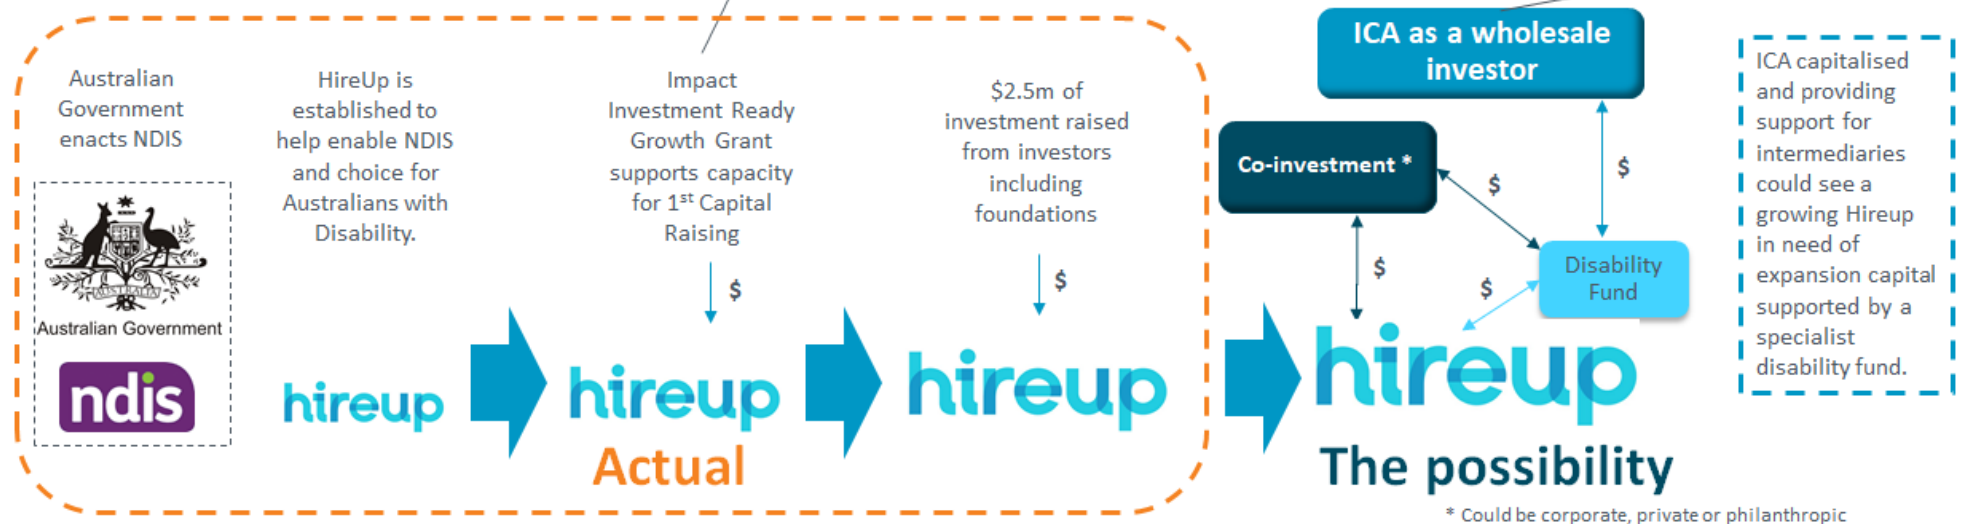 Australian
Government
enacts NDIS
AUSTRALIA
Australian Government
ndis
HireUp is
established to
help enable NDIS
and choice for
Australians with
Disability.
hireup
Impact
Investment Ready
Growth Grant
supports capacity
for 1st Capital
Raising
$
hireup
Actual
$2.5m of
investment raised
from investors
including
foundations
$
hireup
ICA as a wholesale
investor
Co-investment *
$
$
$
$
Disability
Fund
hireup
The possibility
* Could be corporate, private or philanthropic
ICA capitalised
and providing
support for
intermediaries
could see a
growing Hireup
in need of
expansion capital
supported by a
specialist
disability fund.